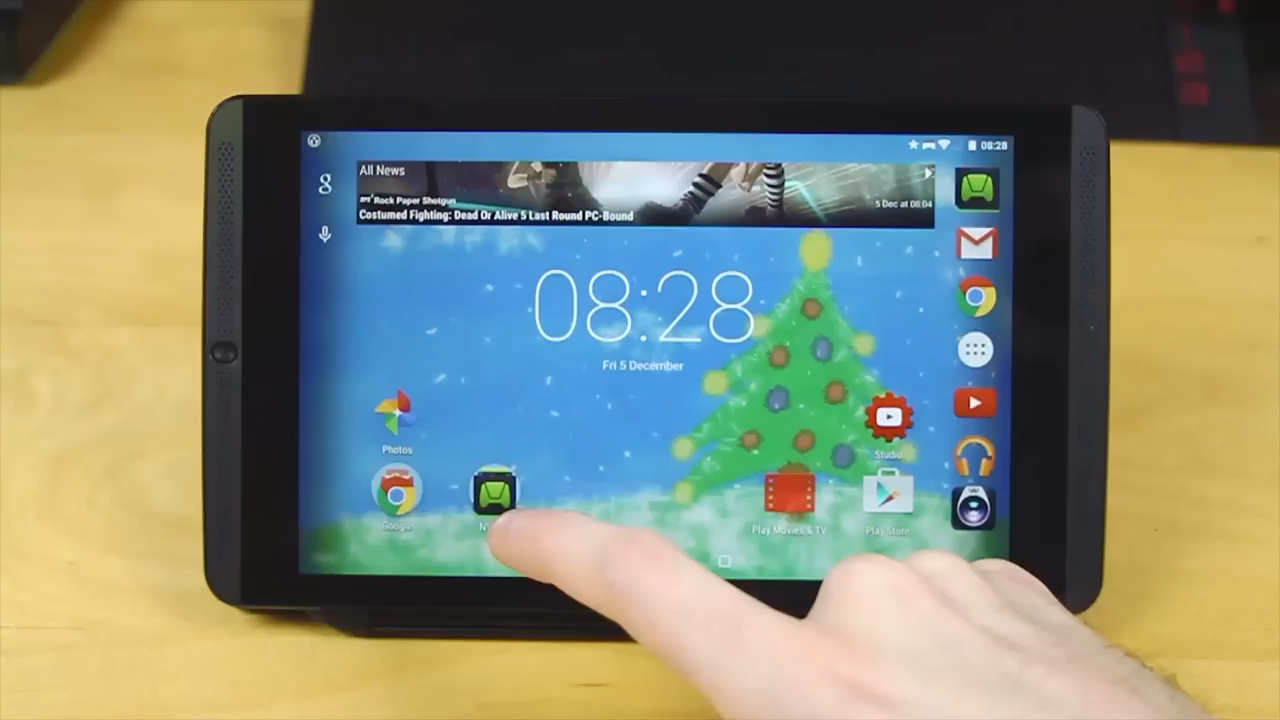 08:28
g
All News
Rock Paper Shotgun
5 Dec at 08:04
Costumed Fighting: Dead Or Alive 5 Last Round PC-Bound
08:28
Fri 5 December
Photos
Studio
Google
Play Movies & TV
Play Store